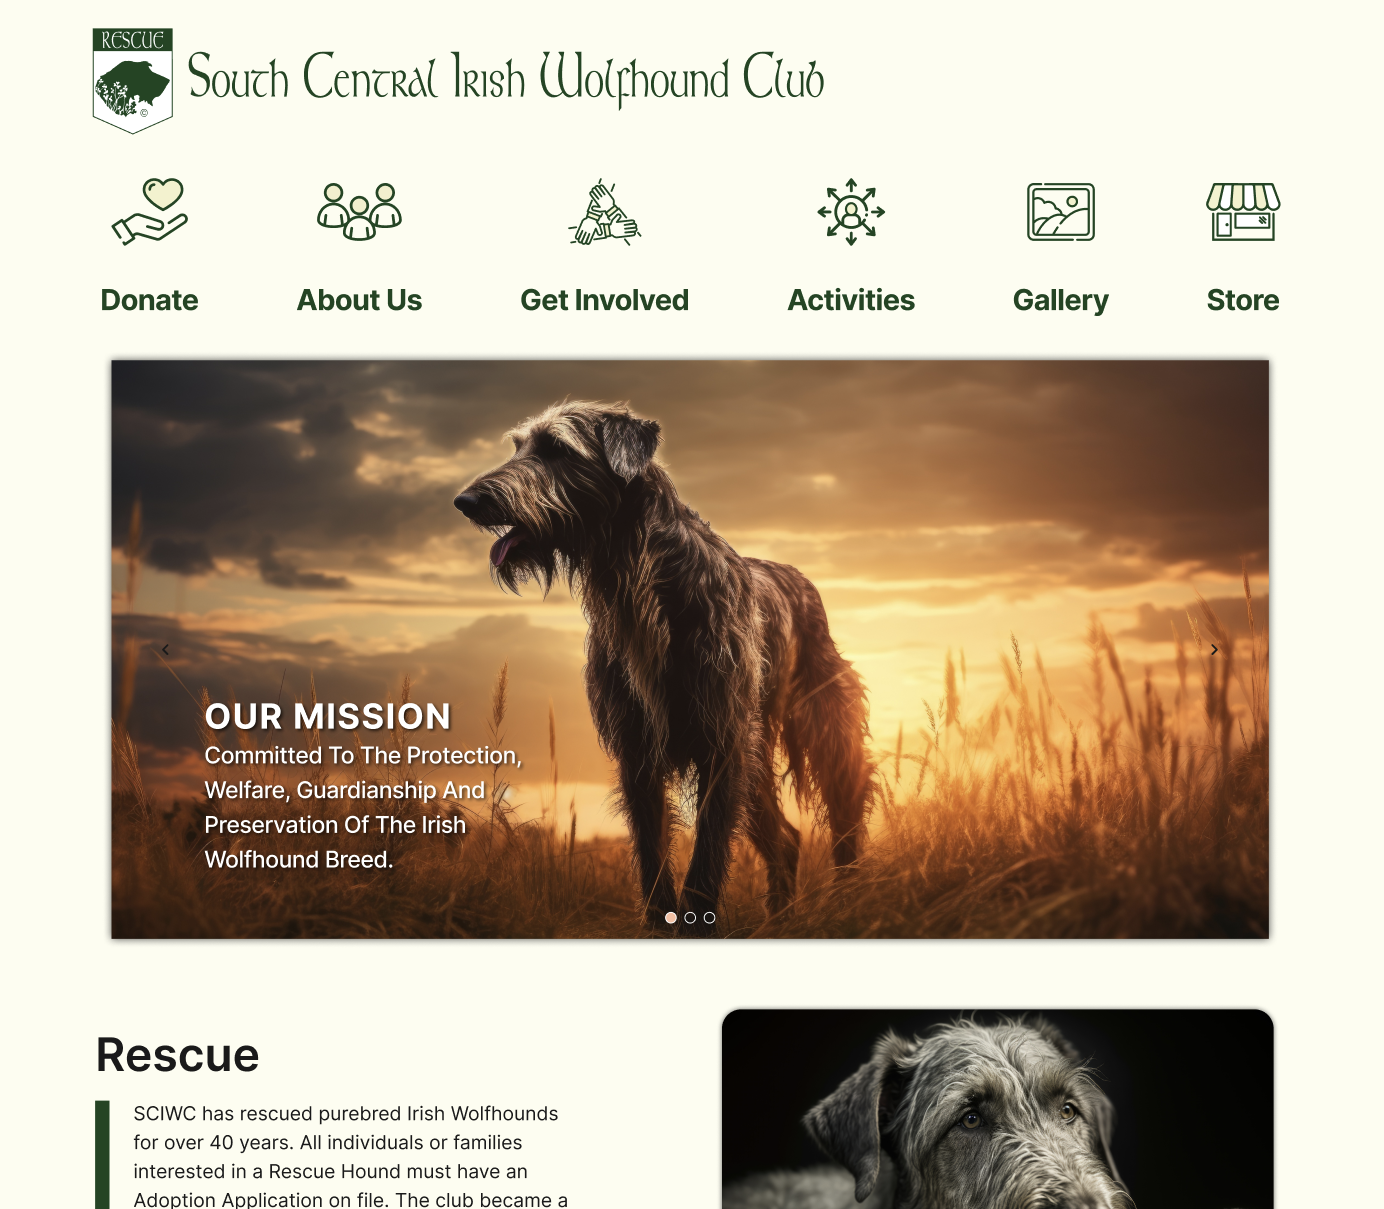 RESCUE
©
South Central Irish Wolfhound Club
Donate
About Us
Get Involved
Activities
Gallery
Store
OUR MISSION
Committed To The Protection,
Welfare, Guardianship And
Preservation Of The Irish
Wolfhound Breed.
Rescue
SCIWC has rescued purebred Irish Wolfhounds
for over 40 years. All individuals or families
interested in a Rescue Hound must have an
Adoption Application on file. The club became a